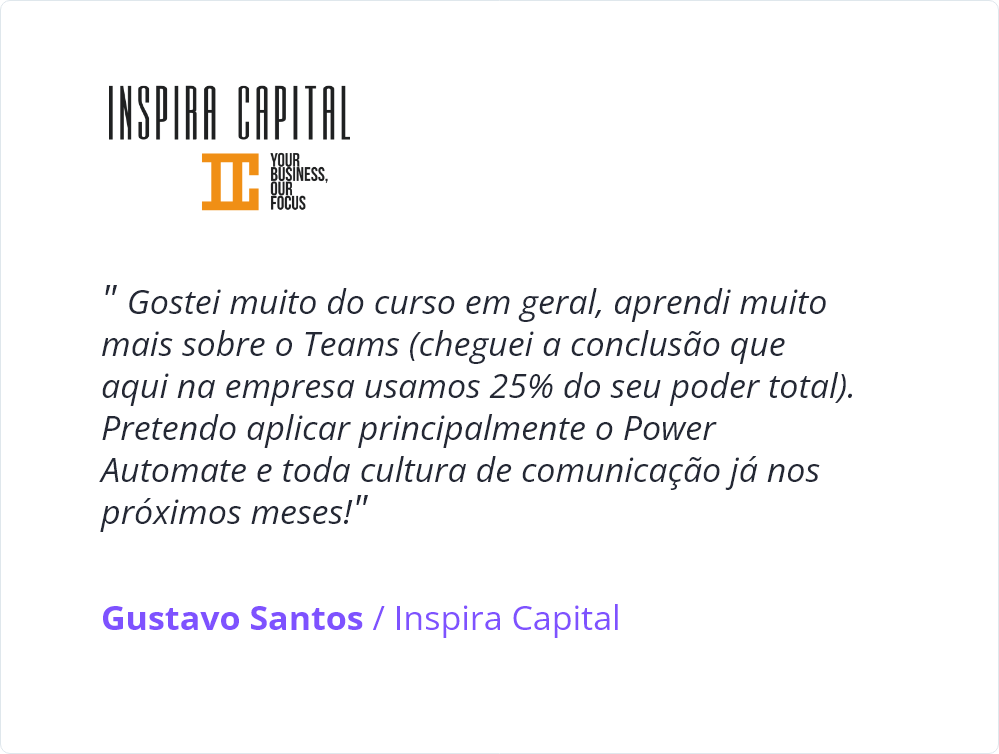 INSPIRA CAPITAL
IC
YOUR
BUSINESS,
OUR
FOCUS
" Gostei muito do curso em geral, aprendi muito
mais sobre o Teams (cheguei a conclusão que
aqui na empresa usamos 25% do seu poder total).
Pretendo aplicar principalmente o Power
Automate e toda cultura de comunicação já nos
próximos meses!"
Gustavo Santos / Inspira Capital